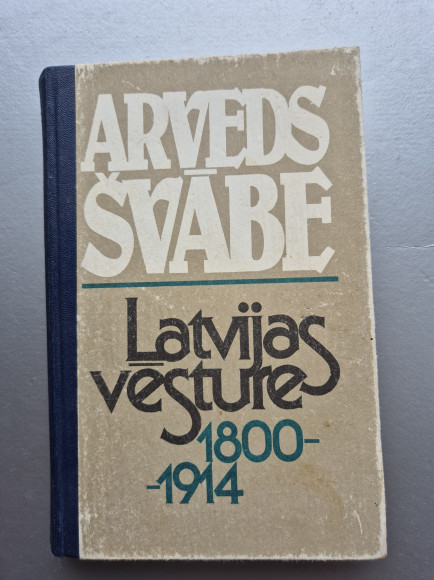 ARVEDS
ŠVĀBE
Latvijas
vēsture
1800-
-1914